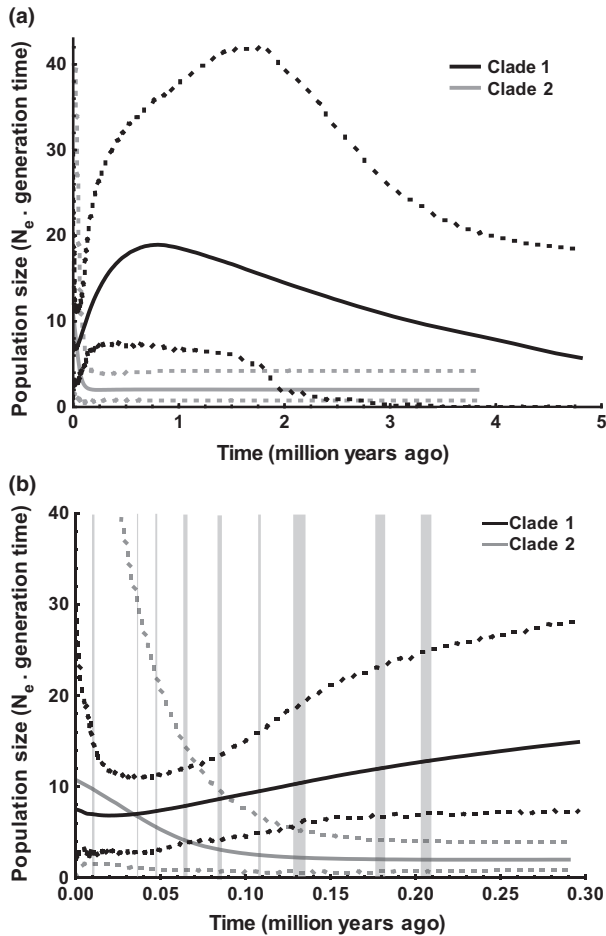 (a)
Population size (Ne . generation time)
40
30
20
10
0
Clade 1
Clade 2
0 1 2 3 4 5
Time (million years ago)
(b)
Population size (Ne . generation time)
40
30
20
10
0
Clade 1
Clade 2
0.00 0.05 0.10 0.15 0.20 0.25 0.30
Time (million years ago)